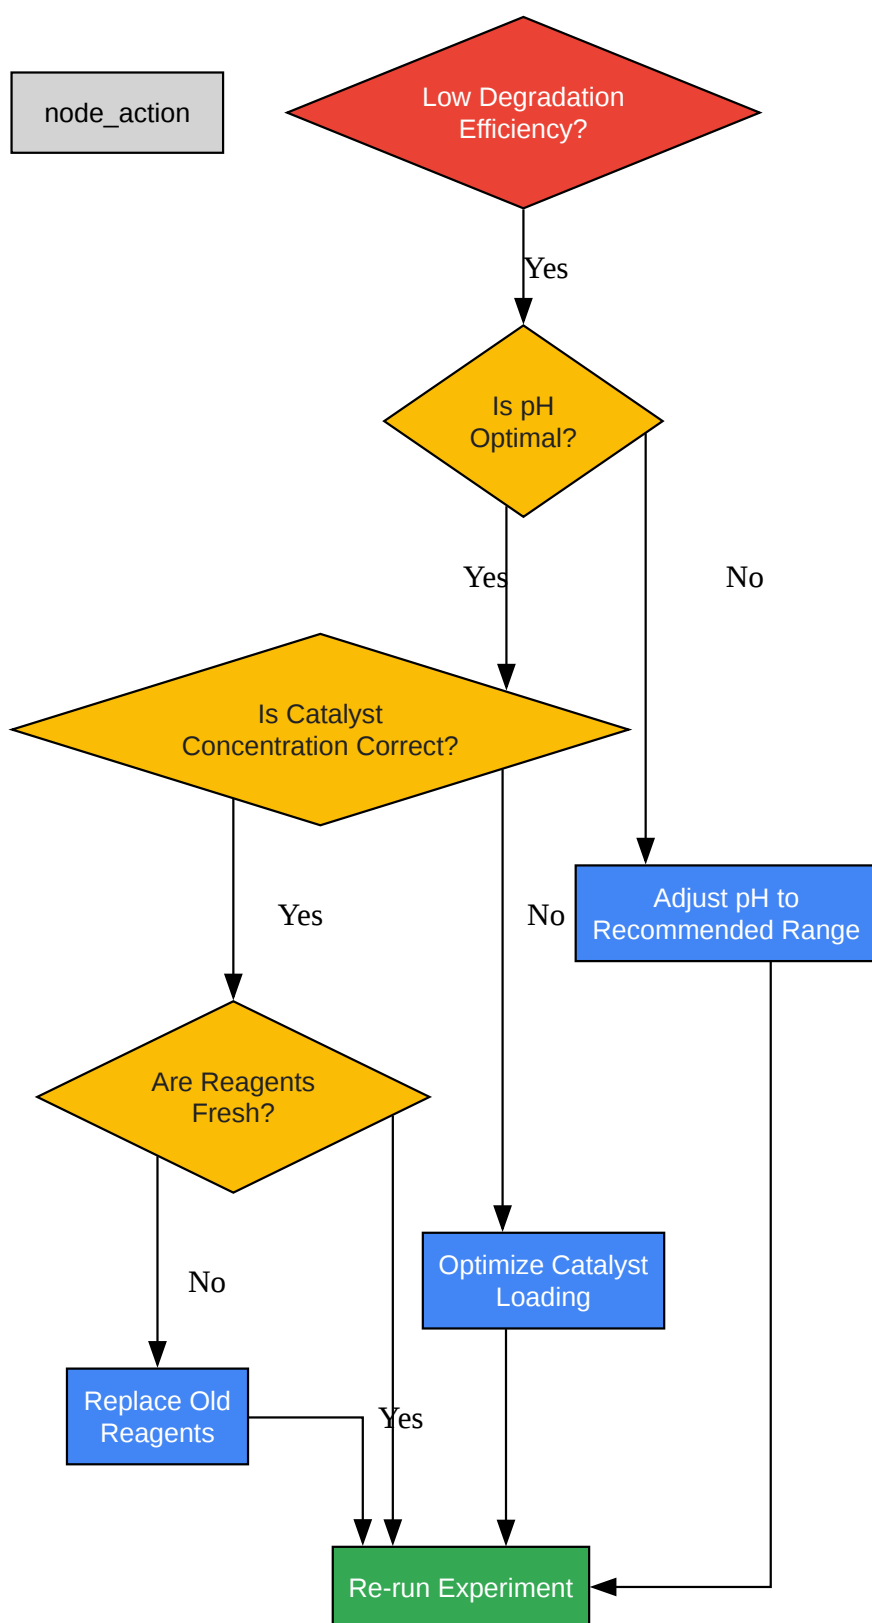 node_action
Low Degradation
Efficiency?
Yes
Is pH
Optimal?
Yes
No
Is Catalyst
Concentration Correct?
Adjust pH to
Recommended Range
Yes
No
Are Reagents
Fresh?
Optimize Catalyst
Loading
No
Replace Old
Reagents
Yes
Re-run Experiment